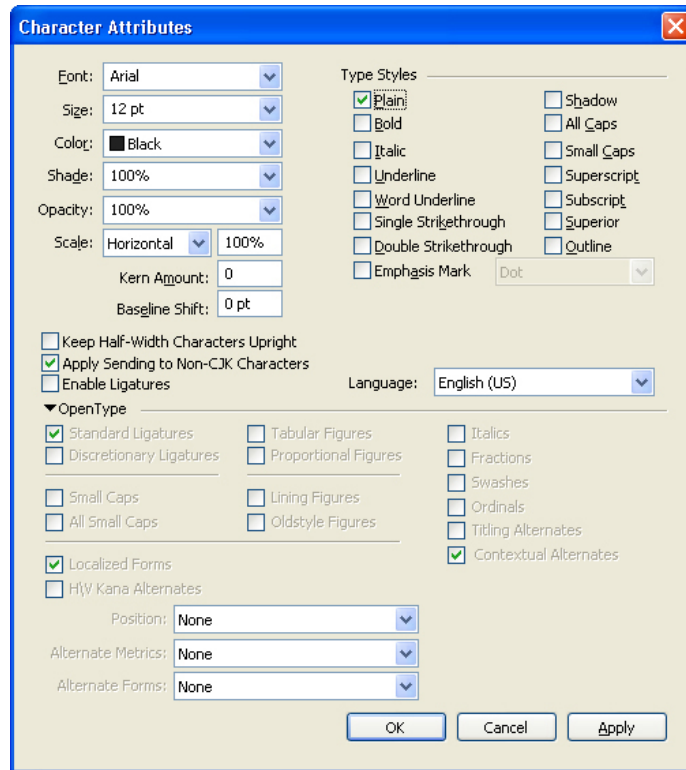 Character Attributes
Font: Arial
Size: 12 pt
Color: Black
Shade: 100%
Opacity: 100%
Scale: Horizontal 100%
Kern Amount: 0
Baseline Shift: 0 pt
Type Styles
Plain Shadow
Bold All Caps
Italic Small Caps
Underline Superscript
Word Underline Subscript
Single Strikethrough Superior
Double Strikethrough Outline
Emphasis Mark Dot
Keep Half-Width Characters Upright
Apply Sending to Non-CJK Characters
Enable Ligatures
Language: English (US)
OpenType
Standard Ligatures Tabular Figures Italics
Discretionary Ligatures Proportional Figures Fractions
Swashes
Small Caps Lining Figures Ordinals
All Small Caps Oldstyle Figures Titling Alternates
Contextual Alternates
Localized Forms
H\V Kana Alternates
Position: None
Alternate Metrics: None
Alternate Forms: None
OK Cancel Apply